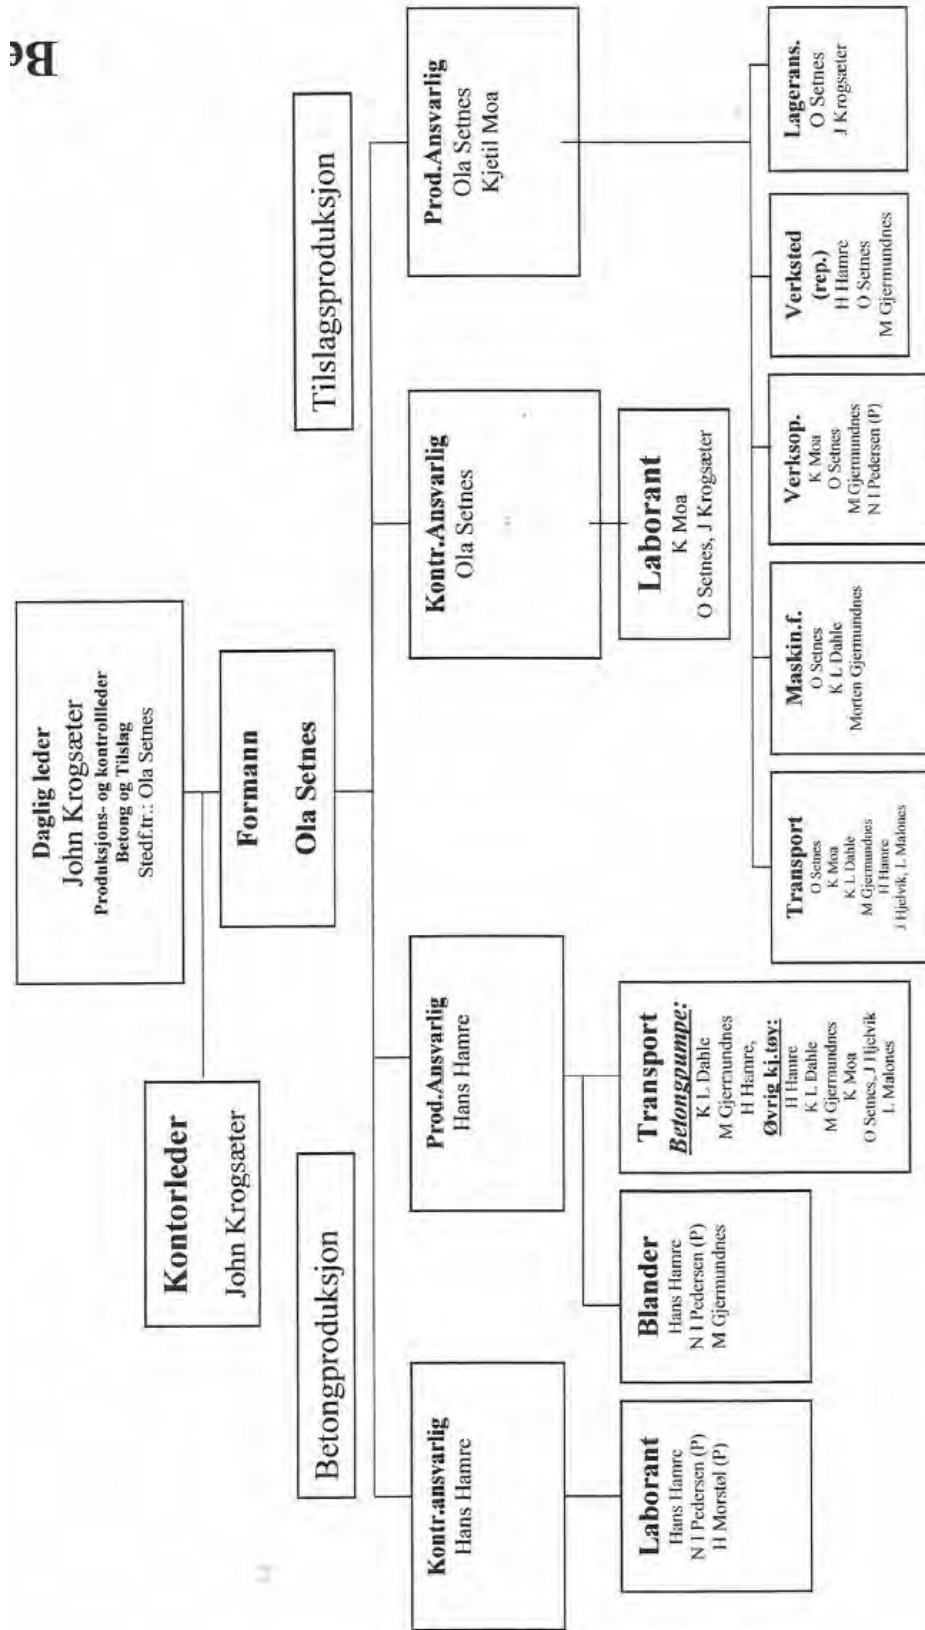 Be
Daglig leder
John Krogsæter
Produksjons- og kontrollleder
Betong og Tilslag
Stedf.tr.: Ola Setnes
Kontorleder
John Krogsæter
Formann
Ola Setnes
Betongproduksjon
Tilslagsproduksjon
Kontr.ansvarlig
Hans Hamre
Prod.Ansvarlig
Hans Hamre
Kontr.Ansvarlig
Ola Setnes
Prod.Ansvarlig
Ola Setnes
Kjetil Moa
Laborant
Hans Hamre
N I Pedersen (P)
H Morstøl (P)
Blander
Hans Hamre
N I Pedersen (P)
M Gjermundnes
Transport
Betongpumpe:
K L Dahle
M Gjermundnes
H Hamre,
Øvrig kj.tøy:
H Hamre
K L Dahle
M Gjermundnes
K Moa
O Setnes, J Hjelvik
L Malones
Laborant
K Moa
O Setnes, J Krogsæter
Transport
O Setnes
K Moa
K L Dahle
M Gjermundnes
H Hamre
J Hjelvik, L Malones
Maskin.f.
O Setnes
K L Dahle
Morten Gjermundnes
Verksop.
K Moa
O Setnes
M Gjermundnes
N I Pedersen (P)
Verksted
(rep.)
H Hamre
O Setnes
M Gjermundnes
Lagerans.
O Setnes
J Krogsæter